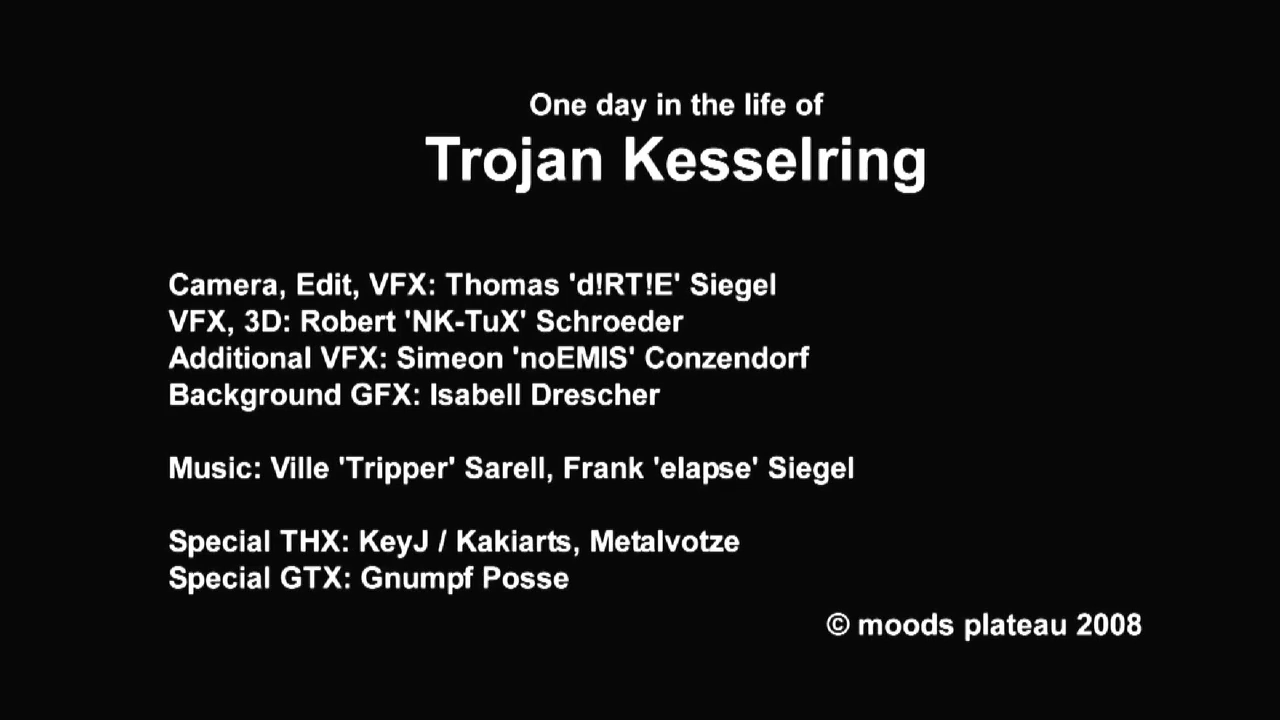 One day in the life of
Trojan Kesselring
Camera, Edit, VFX: Thomas 'd!RT!E' Siegel
VFX, 3D: Robert 'NK-TuX' Schroeder
Additional VFX: Simeon 'noEMIS' Conzendorf
Background GFX: Isabell Drescher
Music: Ville 'Tripper' Sarell, Frank 'elapse' Siegel
Special THX: KeyJ / Kakiarts, Metalvotze
Special GTX: Gnumpf Posse
© moods plateau 2008